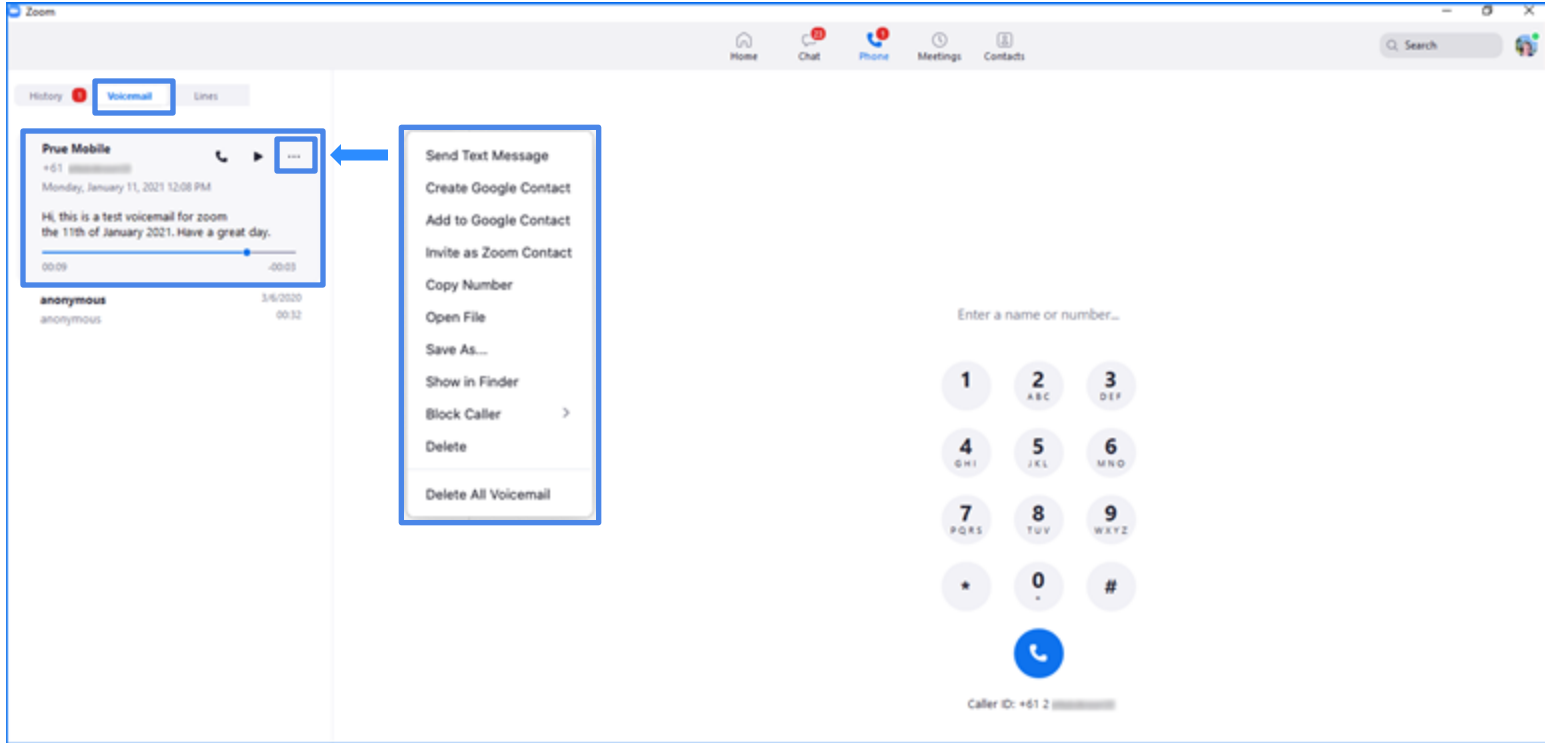 Zoom
Home
Chat
23
Phone
1
Meetings
Contacts
Search
History 1
Voicemail
Lines
Prue Mobile
+61
Monday, January 11, 2021 12:08 PM
Hi, this is a test voicemail for zoom
the 11th of January 2021. Have a great day.
00:09 -00:03
anonymous 3/6/2020
anonymous 00:32
Send Text Message
Create Google Contact
Add to Google Contact
Invite as Zoom Contact
Copy Number
Open File
Save As...
Show in Finder
Block Caller >
Delete
Delete All Voicemail
Enter a name or number...
1 2 3
ABC DEF
4 5 6
GHI JKL MNO
7 8 9
PQRS TUV WXYZ
* 0 #
+
Caller ID: +61 2